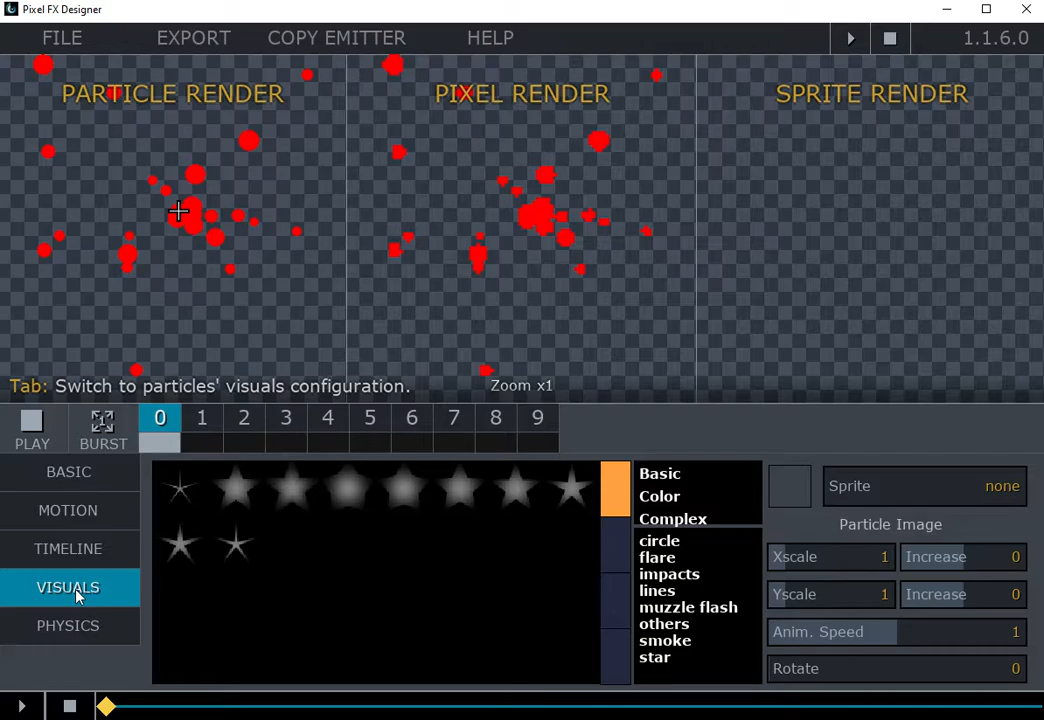 Pixel FX Designer
FILE EXPORT COPY EMITTER HELP 1.1.6.0
PARTICLE RENDER PIXEL RENDER SPRITE RENDER
Tab: Switch to particles' visuals configuration. Zoom x1
PLAY BURST 0 1 2 3 4 5 6 7 8 9
1
BASIC
MOTION
TIMELINE
VISUALS
PHYSICS
Basic
Color
Complex
circle
flare
impacts
lines
muzzle flash
others
smoke
star
Sprite none
Particle Image
Xscale 1 Increase 0
Yscale 1 Increase 0
Anim. Speed 1
Rotate 0